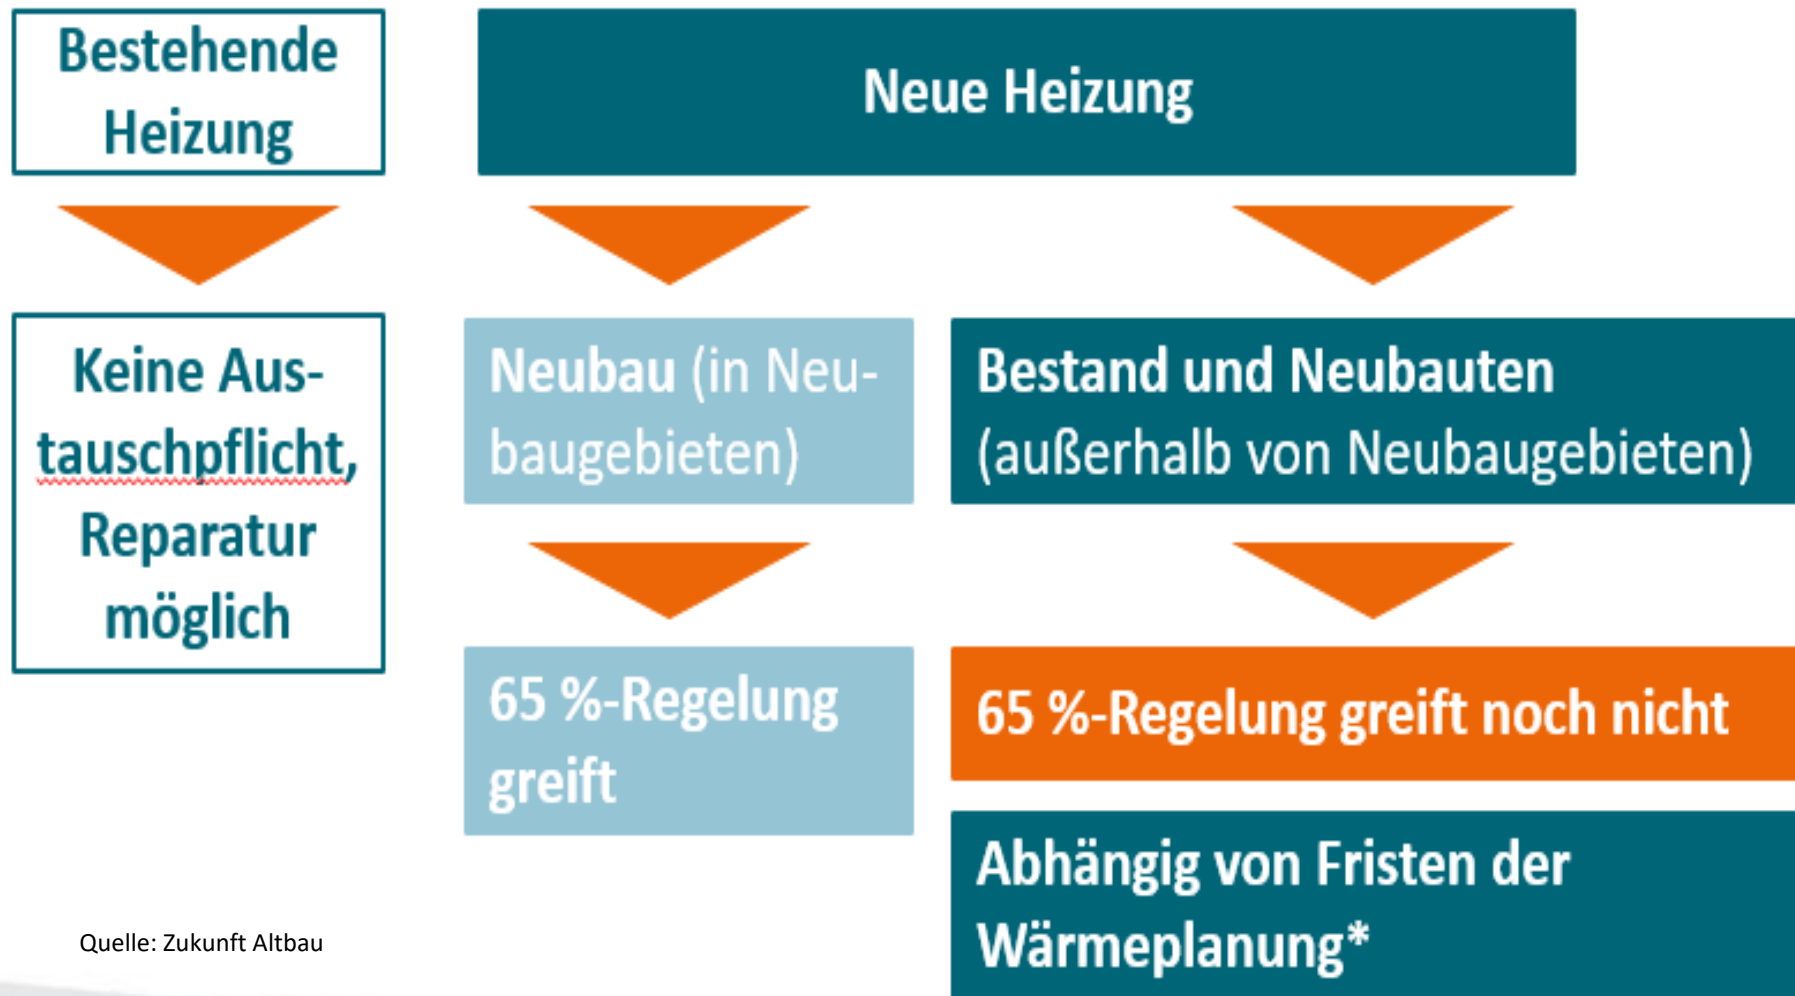 Bestehende
Heizung
Neue Heizung
Keine Aus-
tauschpflicht,
Reparatur
möglich
Neubau (in Neu-
baugebieten)
Bestand und Neubauten
(außerhalb von Neubaugebieten)
65 %-Regelung
greift
65 %-Regelung greift noch nicht
Abhängig von Fristen der
Wärmeplanung*
Quelle: Zukunft Altbau